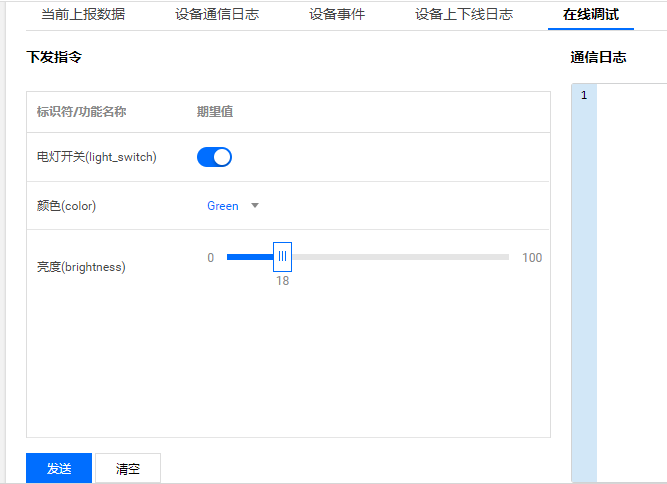 当前上报数据 设备通信日志 设备事件 设备上下线日志 在线调试
下发指令 通信日志
标识符/功能名称 期望值
1
电灯开关(light_switch)
颜色(color) Green
亮度(brightness) 0 100
18
发送 清空